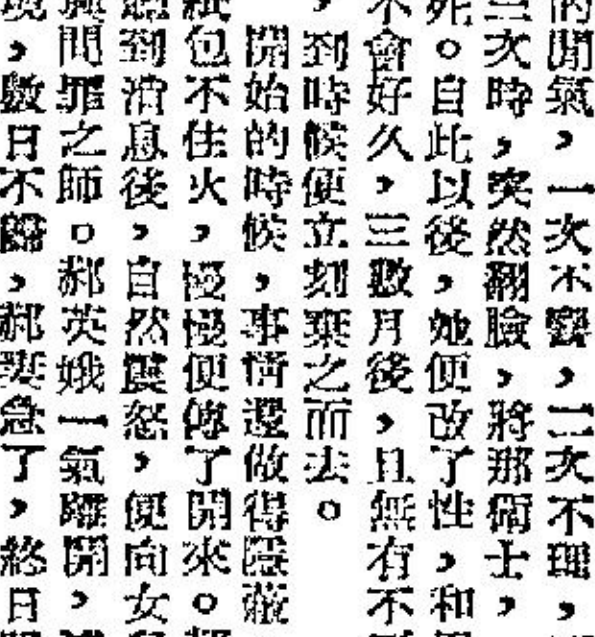 的閒氣，一次不響，二次不理，
三次時，突然翻臉，將那衛士，
死。自此以後，她便改了性，和
不會好久，三數月後，且無有不
，到時候便立刻棄之而去。
開始的時候，事情還做得隱蔽
紙包不住火，慢慢便傳了開來。
到消息後，自然震怒，便向女
問罪之師。郝英娥一氣離開，
境，數日不歸，郝要急了，終日